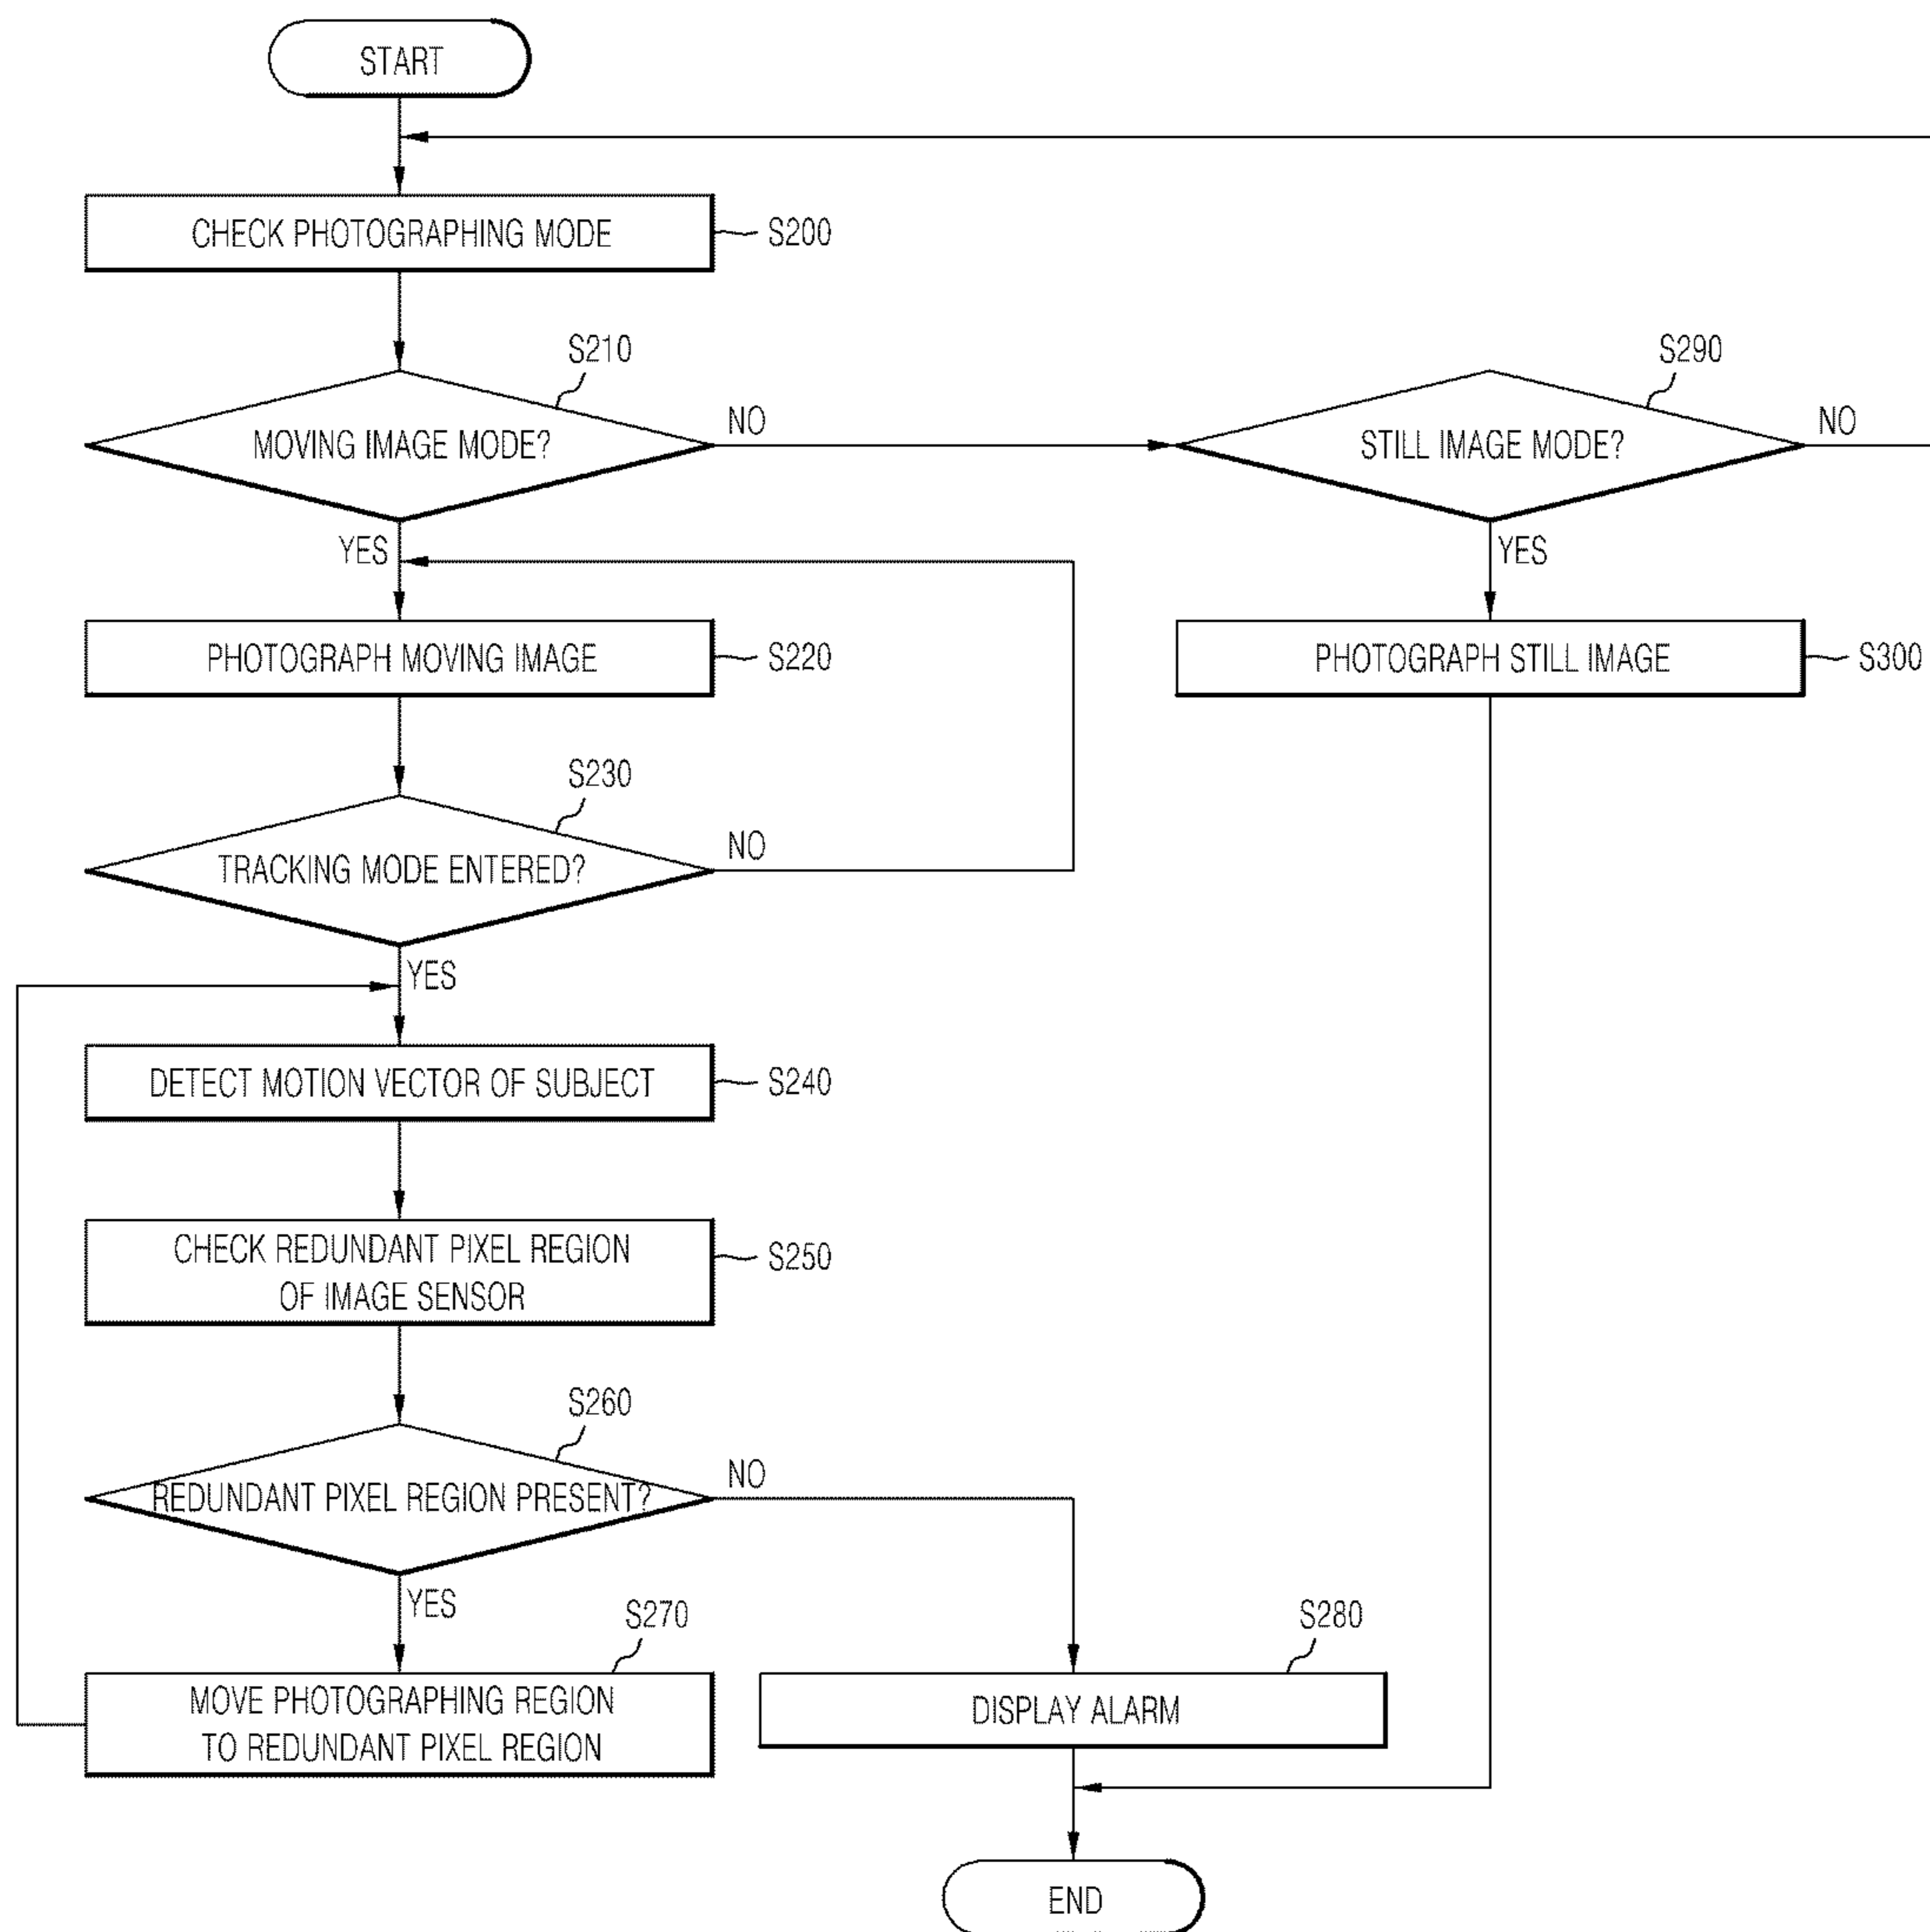 START
CHECK PHOTOGRAPHING MODE
S200
S210
MOVING IMAGE MODE?
NO
S290
STILL IMAGE MODE?
NO
YES
YES
PHOTOGRAPH MOVING IMAGE
S220
PHOTOGRAPH STILL IMAGE
S300
S230
TRACKING MODE ENTERED?
NO
YES
DETECT MOTION VECTOR OF SUBJECT
S240
CHECK REDUNDANT PIXEL REGION
OF IMAGE SENSOR
S250
S260
REDUNDANT PIXEL REGION PRESENT?
NO
YES
S270
MOVE PHOTOGRAPHING REGION
TO REDUNDANT PIXEL REGION
S280
DISPLAY ALARM
END